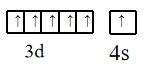 ↑ ↑ ↑ ↑ ↑ ↑
3d 4s